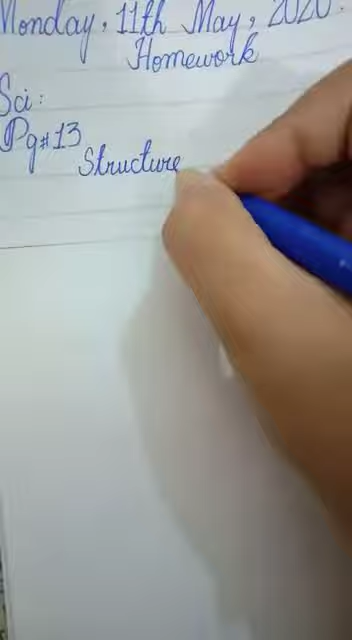 Monday, 11th May, 2020.
Homework
Sci:
Pg#13
Structure